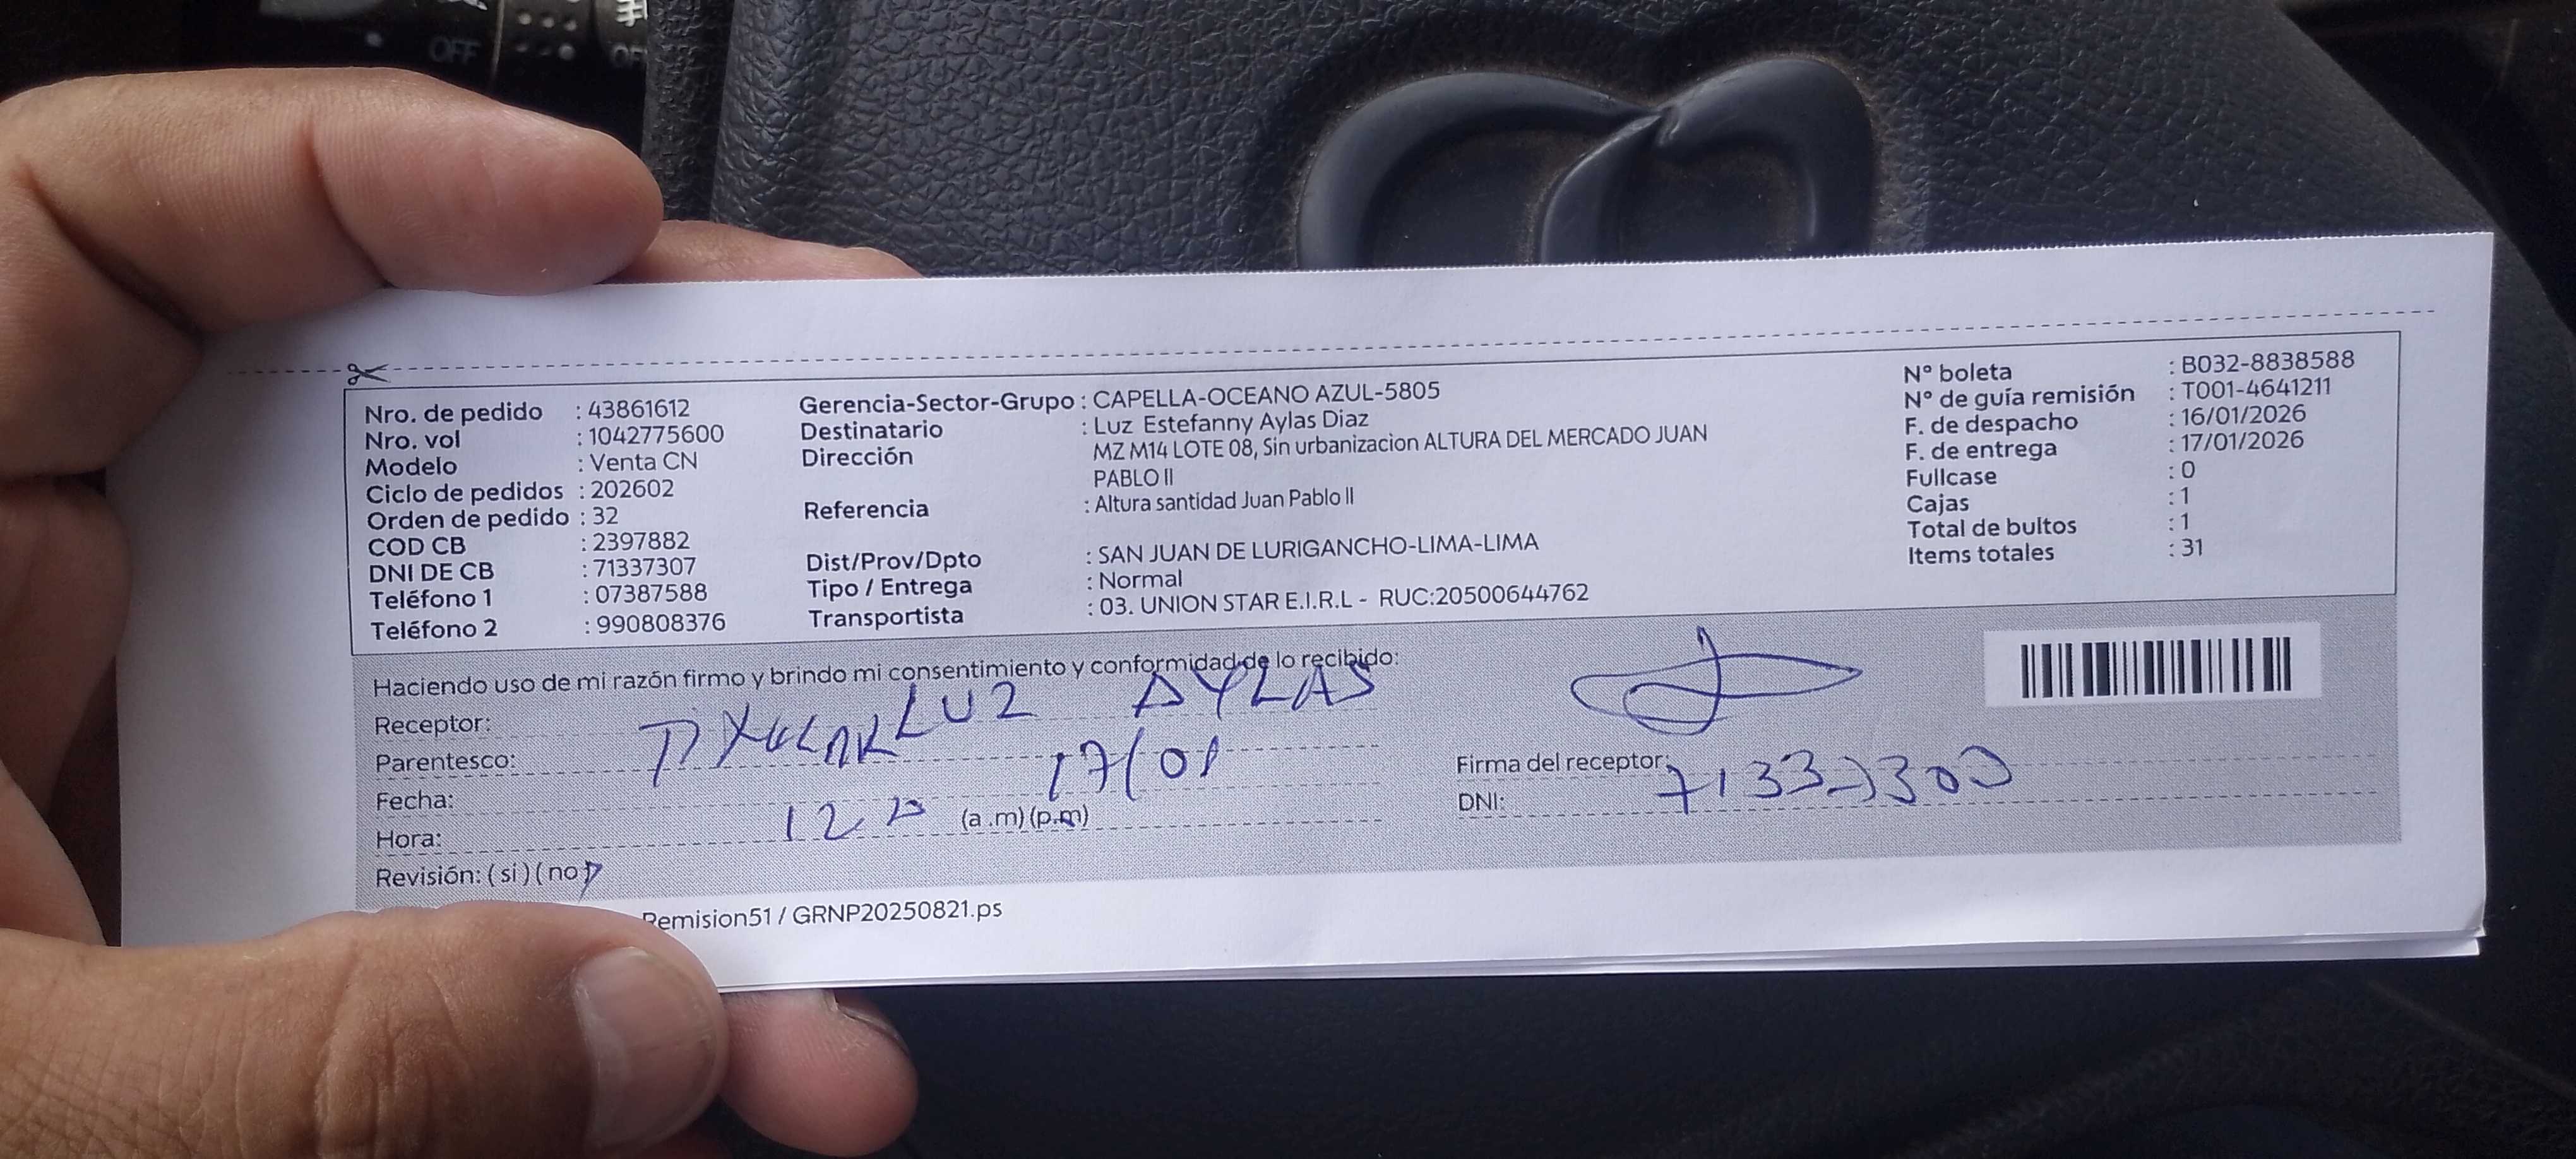 OFF
Nro. de pedido : 43861612
Nro. vol : 1042775600
Modelo : Venta CN
Ciclo de pedidos : 202602
Orden de pedido : 32
COD CB : 2397882
DNI DE CB : 71337307
Teléfono 1 : 07387588
Teléfono 2 : 990808376
Gerencia-Sector-Grupo : CAPELLA-OCEANO AZUL-5805
Destinatario : Luz Estefanny Aylas Diaz
Dirección MZ M14 LOTE 08, Sin urbanizacion ALTURA DEL MERCADO JUAN
PABLO II
Referencia : Altura santidad Juan Pablo II
Dist/Prov/Dpto : SAN JUAN DE LURIGANCHO-LIMA-LIMA
Tipo / Entrega : Normal
Transportista : 03. UNION STAR E.I.R.L - RUC:20500644762
N° boleta : B032-8838588
N° de guía remisión : T001-4641211
F. de despacho : 16/01/2026
F. de entrega : 17/01/2026
Fullcase : 0
Cajas : 1
Total de bultos : 1
Items totales : 31
Haciendo uso de mi razón firmo y brindo mi consentimiento y conformidad de lo recibido:
Receptor: LUZ AYLAS
Parentesco:
Fecha: 17/01
Hora: 12 (a.m) (p.m)
Revisión: (si) (no)
Firma del receptor:
DNI:
Remision51 / GRNP20250821.ps